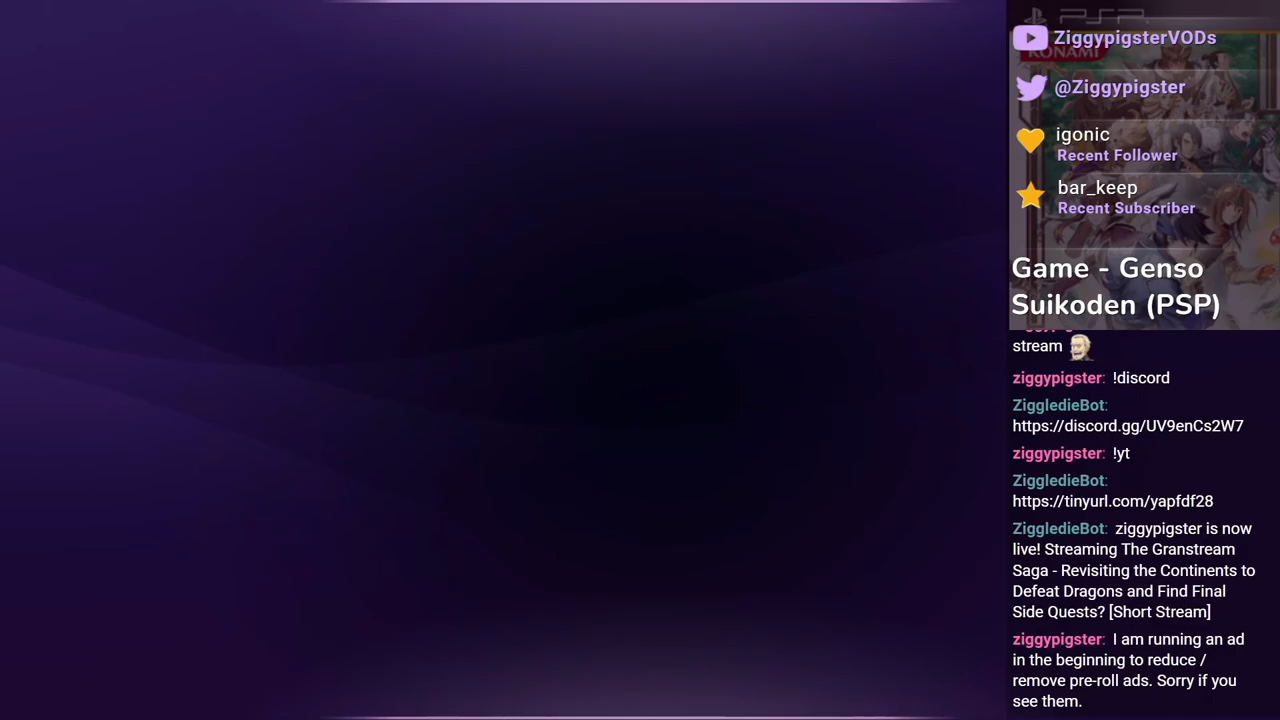 PSP
KONAMI
ZiggypigsterVODs
@Ziggypigster
igonic
Recent Follower
bar_keep
Recent Subscriber
Game - Genso
Suikoden (PSP)
stream
ziggypigster: !discord
ZiggledieBot:
https://discord.gg/UV9enCs2W7
ziggypigster: !yt
ZiggledieBot:
https://tinyurl.com/yapfdf28
ZiggledieBot: ziggypigster is now
live! Streaming The Granstream
Saga - Revisiting the Continents to
Defeat Dragons and Find Final
Side Quests? [Short Stream]
ziggypigster: I am running an ad
in the beginning to reduce /
remove pre-roll ads. Sorry if you
see them.